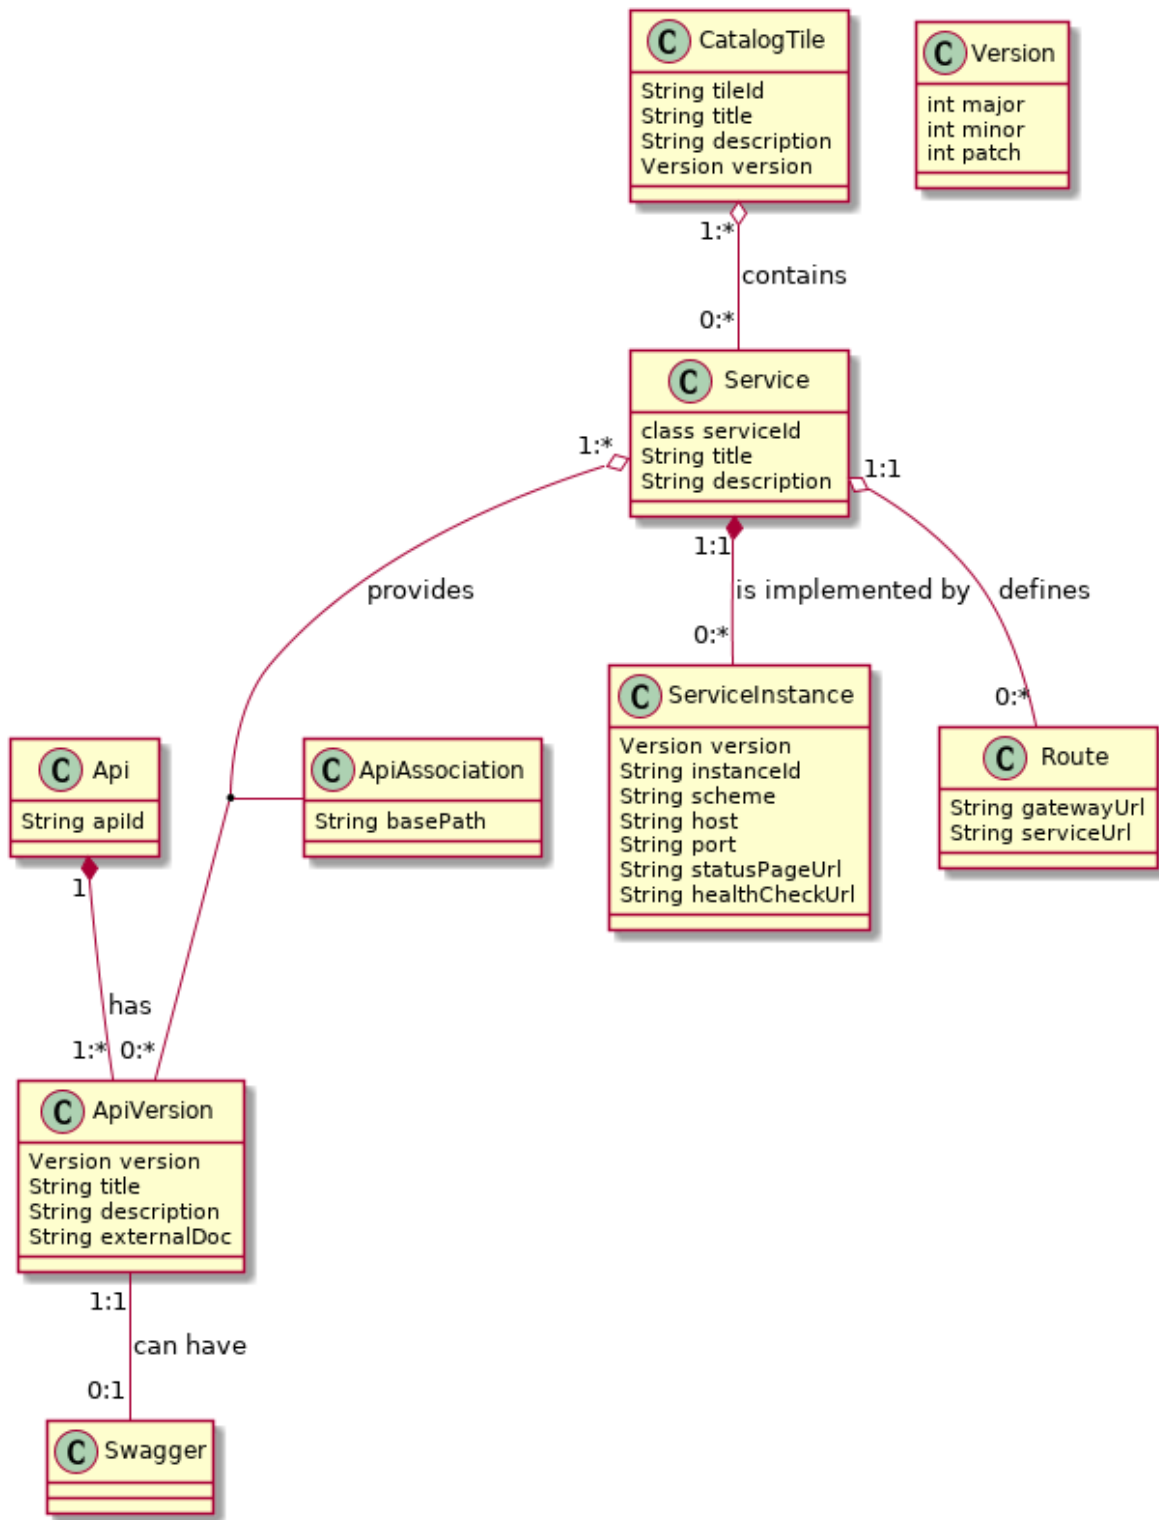 C CatalogTile
String tileId
String title
String description
Version version
C Version
int major
int minor
int patch
1:*
contains
0:*
C Service
class serviceId
String title
String description
1:*
1:1
1:1
provides
is implemented by
defines
0:*
0:*
C ServiceInstance
Version version
String instanceId
String scheme
String host
String port
String statusPageUrl
String healthCheckUrl
C Route
String gatewayUrl
String serviceUrl
C Api
String apiId
C ApiAssociation
String basePath
1
has
1:*
0:*
C ApiVersion
Version version
String title
String description
String externalDoc
1:1
can have
0:1
C Swagger